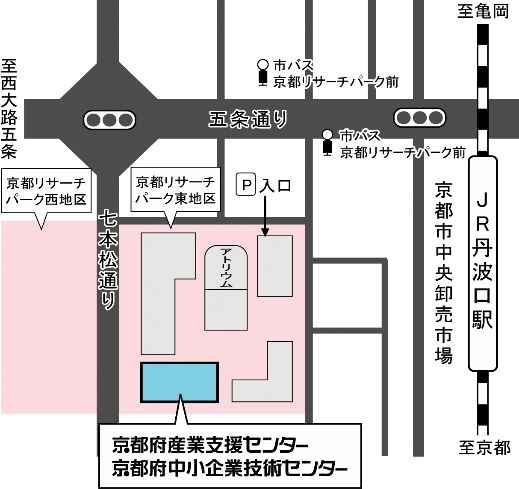 至亀岡
至西大路五条
市バス
京都リサーチパーク前
五条通り
市バス
京都リサーチパーク前
京都リサーチ
パーク西地区
京都リサーチ
パーク東地区
P 入口
七本松通り
アトリウム
京都市中央卸売市場
JR丹波口駅
至京都
京都府産業支援センター
京都府中小企業技術センター